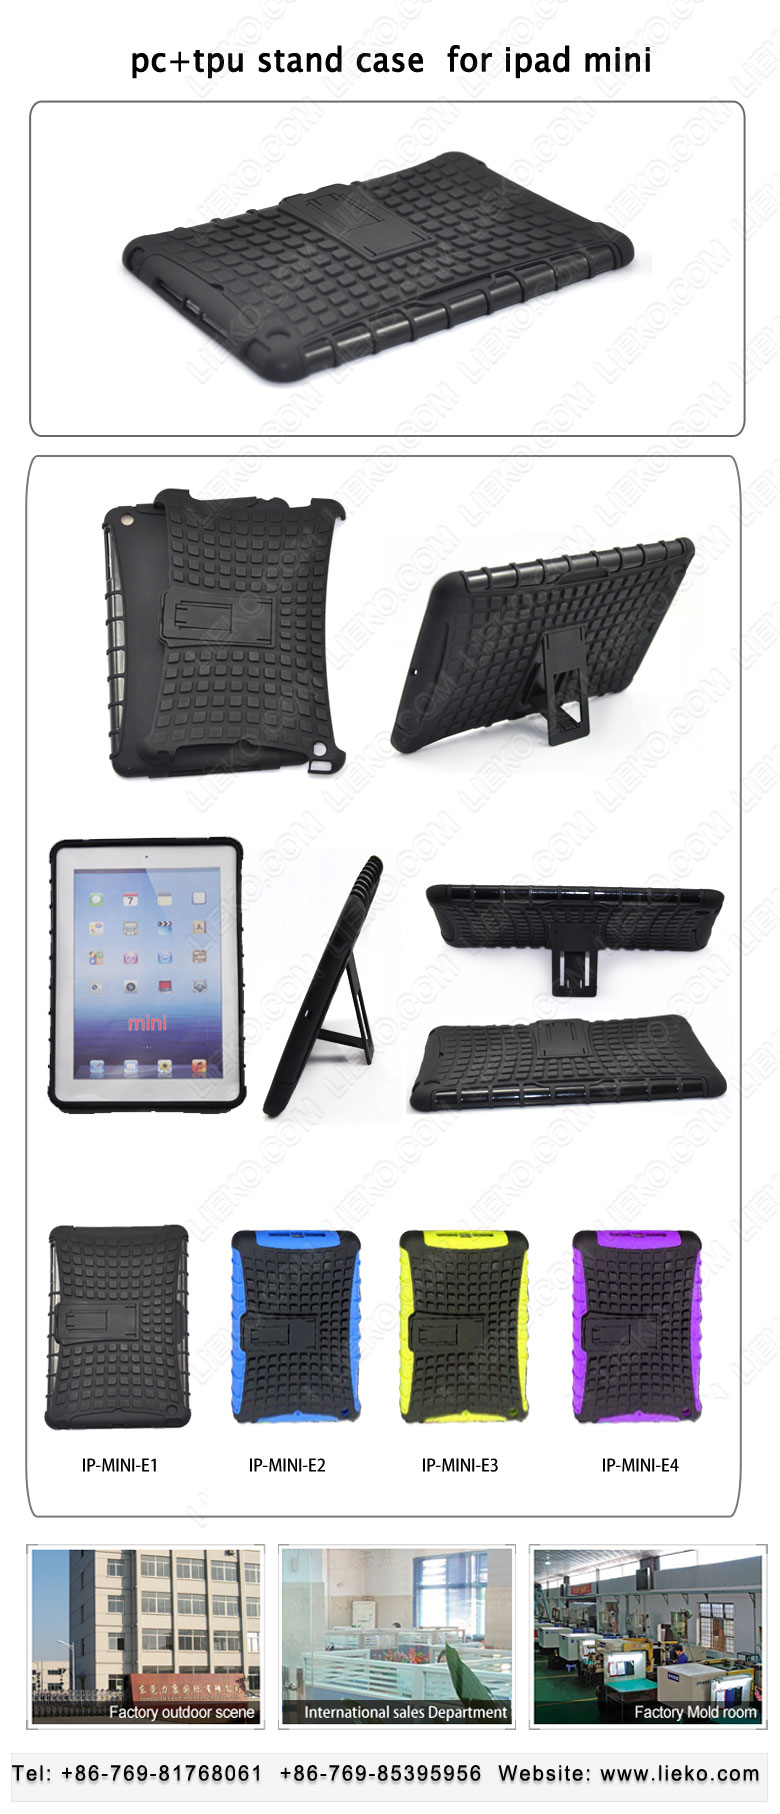 pc+tpu stand case for ipad mini
LIEKO.COM
mini
IP-MINI-E1
IP-MINI-E2
IP-MINI-E3
IP-MINI-E4
Factory outdoor scene
International sales Department
Factory Mold room
Tel: +86-769-81768061 +86-769-85395956 Website: www.lieko.com